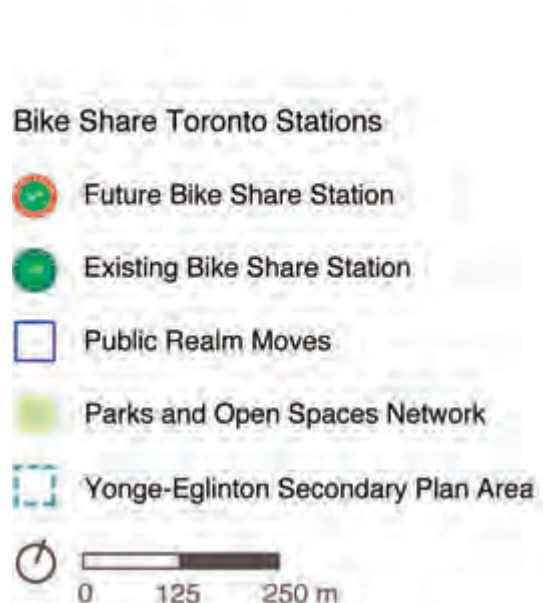 Bike Share Toronto Stations
Future Bike Share Station
Existing Bike Share Station
Public Realm Moves
Parks and Open Spaces Network
Yonge-Eglinton Secondary Plan Area
0 125 250 m